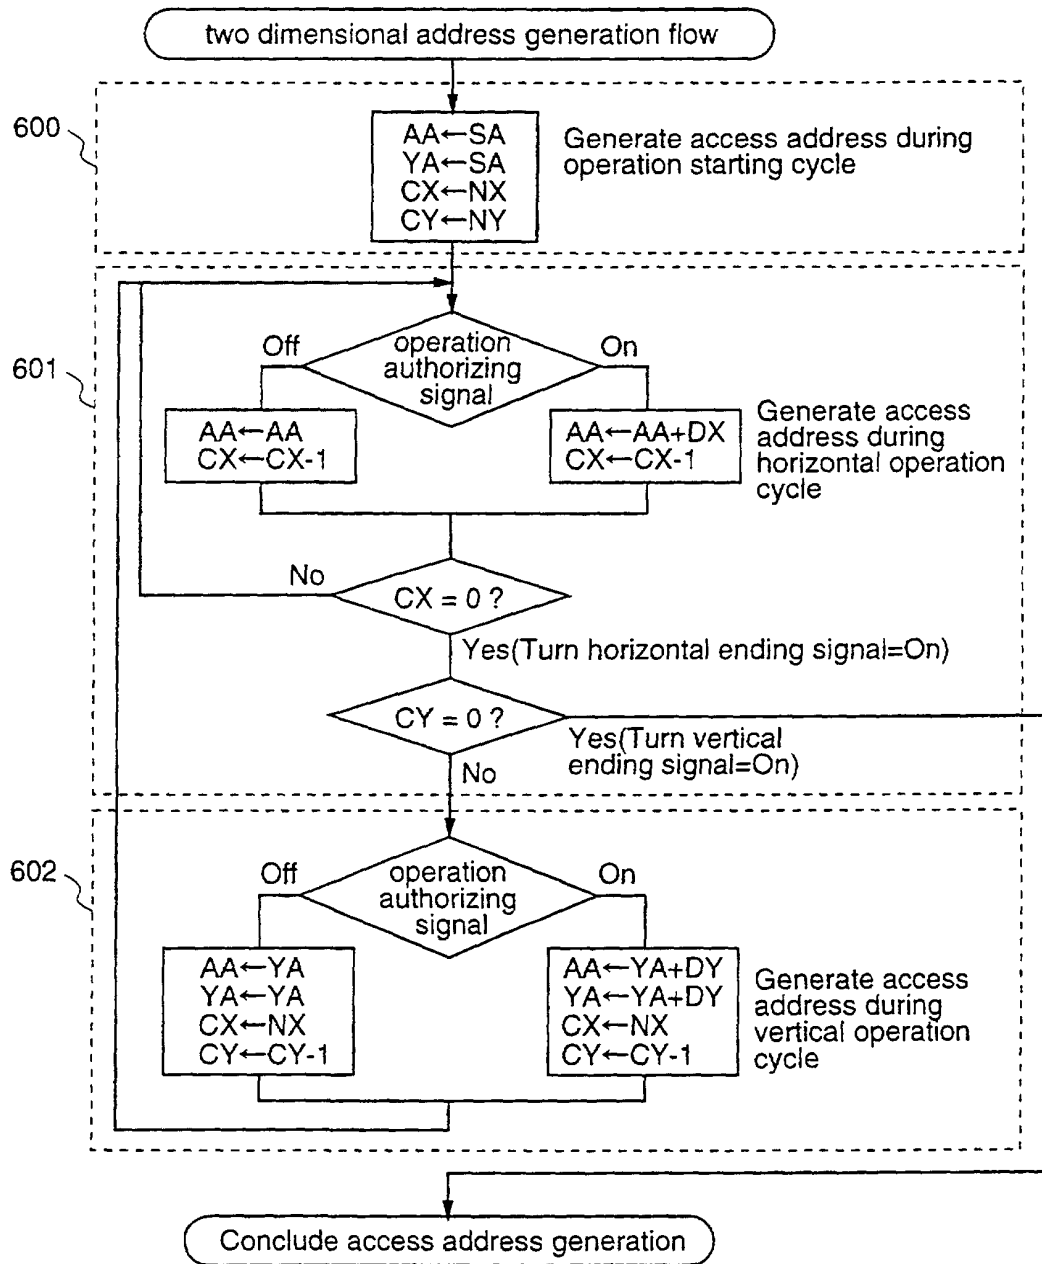 two dimensional address generation flow
600
AA←SA
YA←SA
CX←NX
CY←NY
Generate access address during
operation starting cycle
601
Off
operation
authorizing
signal
On
AA←AA
CX←CX-1
AA←AA+DX
CX←CX-1
Generate access
address during
horizontal operation
cycle
No
CX = 0 ?
Yes(Turn horizontal ending signal=On)
CY = 0 ?
Yes(Turn vertical
ending signal=On)
No
602
Off
operation
authorizing
signal
On
AA←YA
YA←YA
CX←NX
CY←CY-1
AA←YA+DY
YA←YA+DY
CX←NX
CY←CY-1
Generate access
address during
vertical operation
cycle
Conclude access address generation